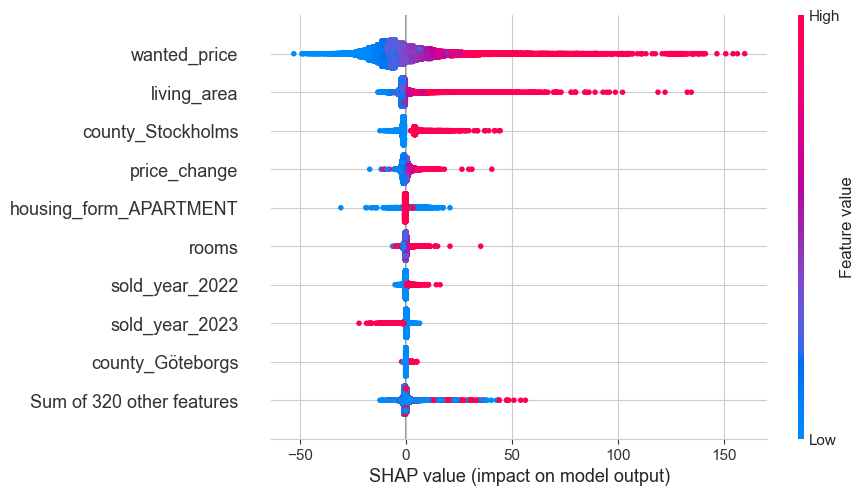 High
wanted_price
living_area
county_Stockholms
price_change
housing_form_APARTMENT
rooms
sold_year_2022
sold_year_2023
county_Göteborgs
Sum of 320 other features
Feature value
Low
−50 0 50 100 150
SHAP value (impact on model output)